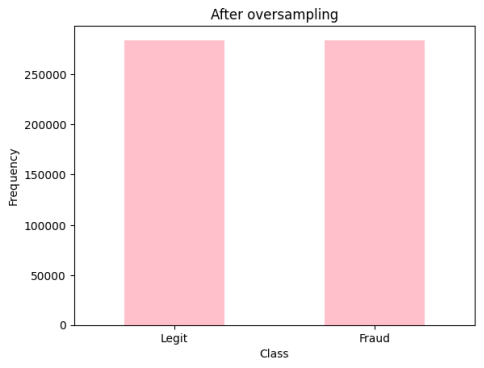 After oversampling
Frequency
250000
200000
150000
100000
50000
0
Legit
Fraud
Class